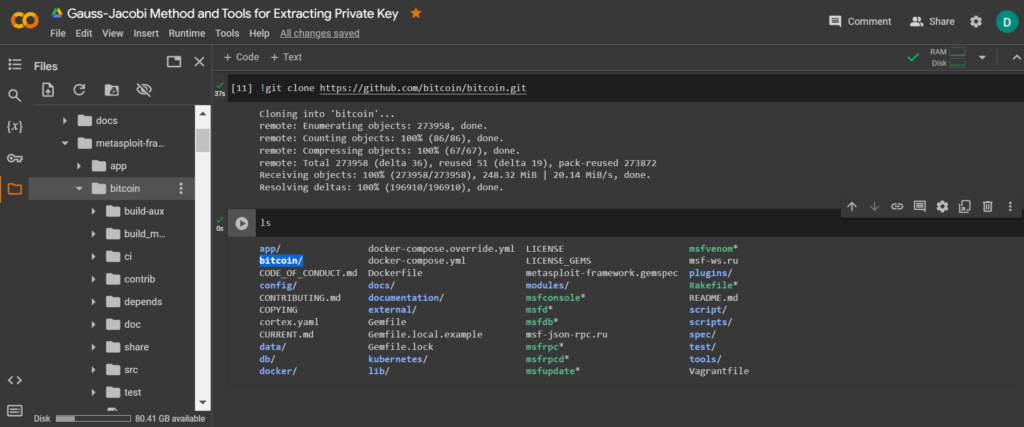 Gauss-Jacobi Method and Tools for Extracting Private Key
File Edit View Insert Runtime Tools Help All changes saved
Comment Share D
Files
+ Code + Text
RAM
Disk
docs
metasploit-fra...
app
bitcoin
build-aux
build_m...
ci
contrib
depends
doc
share
src
test
Disk 80.41 GB available
{x}
37s
[11] !git clone https://github.com/bitcoin/bitcoin.git
Cloning into 'bitcoin'...
remote: Enumerating objects: 273958, done.
remote: Counting objects: 100% (86/86), done.
remote: Compressing objects: 100% (67/67), done.
remote: Total 273958 (delta 36), reused 51 (delta 19), pack-reused 273872
Receiving objects: 100% (273958/273958), 248.32 MiB | 20.14 MiB/s, done.
Resolving deltas: 100% (196910/196910), done.
0s
ls
app/ docker-compose.override.yml LICENSE msfvenom*
bitcoin/ docker-compose.yml LICENSE_GEMS msf-ws.ru
CODE_OF_CONDUCT.md Dockerfile metasploit-framework.gemspec plugins/
config/ docs/ modules/ Rakefile*
CONTRIBUTING.md documentation/ msfconsole* README.md
COPYING external/ msfd* script/
cortex.yaml Gemfile msfdb* scripts/
CURRENT.md Gemfile.local.example msf-json-rpc.ru spec/
data/ Gemfile.lock msfrpc* test/
db/ kubernetes/ msfrpcd* tools/
docker/ lib/ msfupdate* Vagrantfile